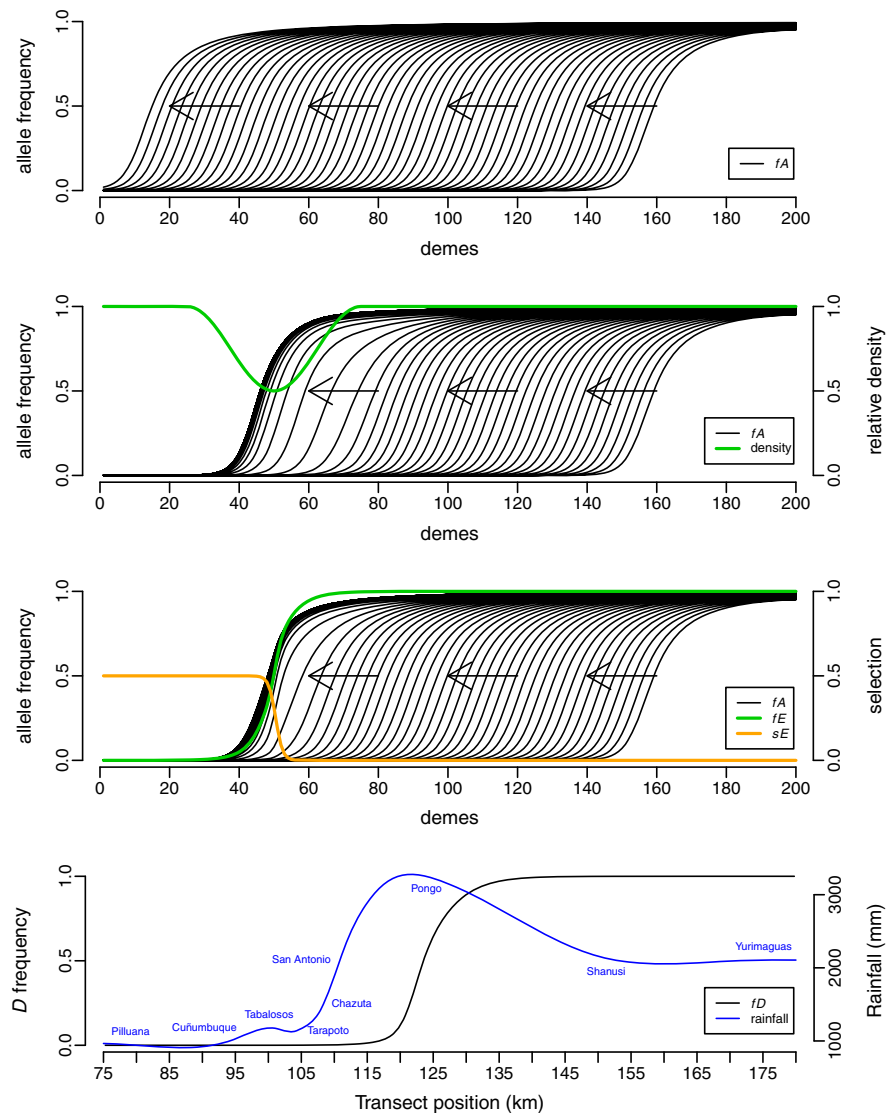 allele frequency
0.0 0.5 1.0
fA
0 20 40 60 80 100 120 140 160 180 200
demes
allele frequency
0.0 0.5 1.0
fA
density
0.0 0.5 1.0
relative density
0 20 40 60 80 100 120 140 160 180 200
demes
allele frequency
0.0 0.5 1.0
fA
fE
sE
0.0 0.5 1.0
selection
0 20 40 60 80 100 120 140 160 180 200
demes
D frequency
0.0 0.5 1.0
Pilluana
Cuñumbuque
Tabalosos
San Antonio
Tarapoto
Chazuta
Pongo
Shanusi
Yurimaguas
fD
rainfall
1000 2000 3000
Rainfall (mm)
75 85 95 105 115 125 135 145 155 165 175
Transect position (km)